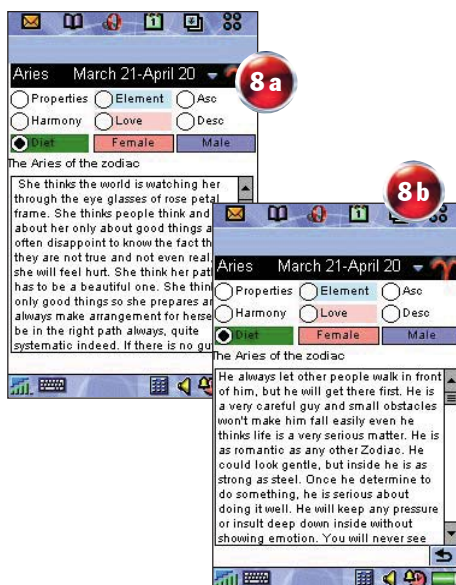 8a
Aries March 21-April 20
Properties Element Asc
Harmony Love Desc
Diet Female Male
The Aries of the zodiac
She thinks the world is watching her
through the eye glasses of rose petal
frame. She thinks people think and
about her only about good things a
often disappoint to know the fact th
they are not true and not even real,
she will feel hurt. She think her path
has to be a beautiful one. She think
only good things so she prepares an
always make arrangement for herse
be in the right path always, quite
systematic indeed. If there is no gu
8b
Aries March 21-April 20
Properties Element Asc
Harmony Love Desc
Diet Female Male
The Aries of the zodiac
He always let other people walk in front
of him, but he will get there first. He is
a very careful guy and small obstacles
won't make him fall easily even he
thinks life is a very serious matter. He is
as romantic as any other Zodiac. He
could look gentle, but inside he is as
strong as steel. Once he determine to
do something, he is serious about
doing it well. He will keep any pressure
or insult deep down inside without
showing emotion. You will never see